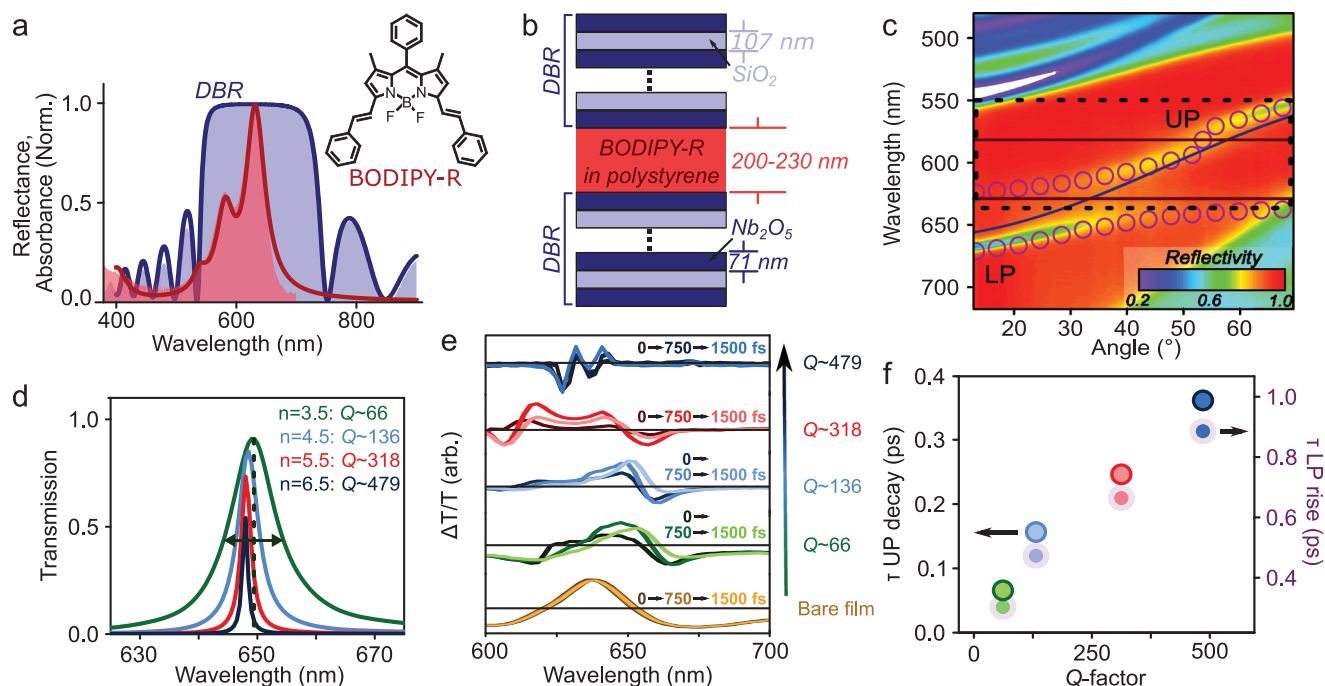 a
DBR
Reflectance,
Absorbance (Norm.)
1.0
0.5
0.0
400
600
800
Wavelength (nm)
N
N
B
F
F
BODIPY-R
b
DBR
107 nm
SiO2
BODIPY-R
in polystyrene
200-230 nm
DBR
Nb2O5
71 nm
c
Wavelength (nm)
500
550
600
650
700
UP
LP
Reflectivity
0.2
0.6
1.0
20
30
40
50
60
Angle (°)
d
Transmission
1.0
0.5
0.0
n=3.5: Q~66
n=4.5: Q~136
n=5.5: Q~318
n=6.5: Q~479
630
650
675
Wavelength (nm)
e
ΔT/T (arb.)
0➞750➞1500 fs
Q~479
0➞750➞1500 fs
Q~318
0➞
750➞1500 fs
Q~136
0➞
750➞1500 fs
Q~66
0➞750➞1500 fs
Bare film
600
650
700
Wavelength (nm)
f
τ UP decay (ps)
0.4
0.3
0.2
0.1
0.0
0
250
500
Q-factor
1.0
0.8
0.6
0.4
τ LP rise (ps)